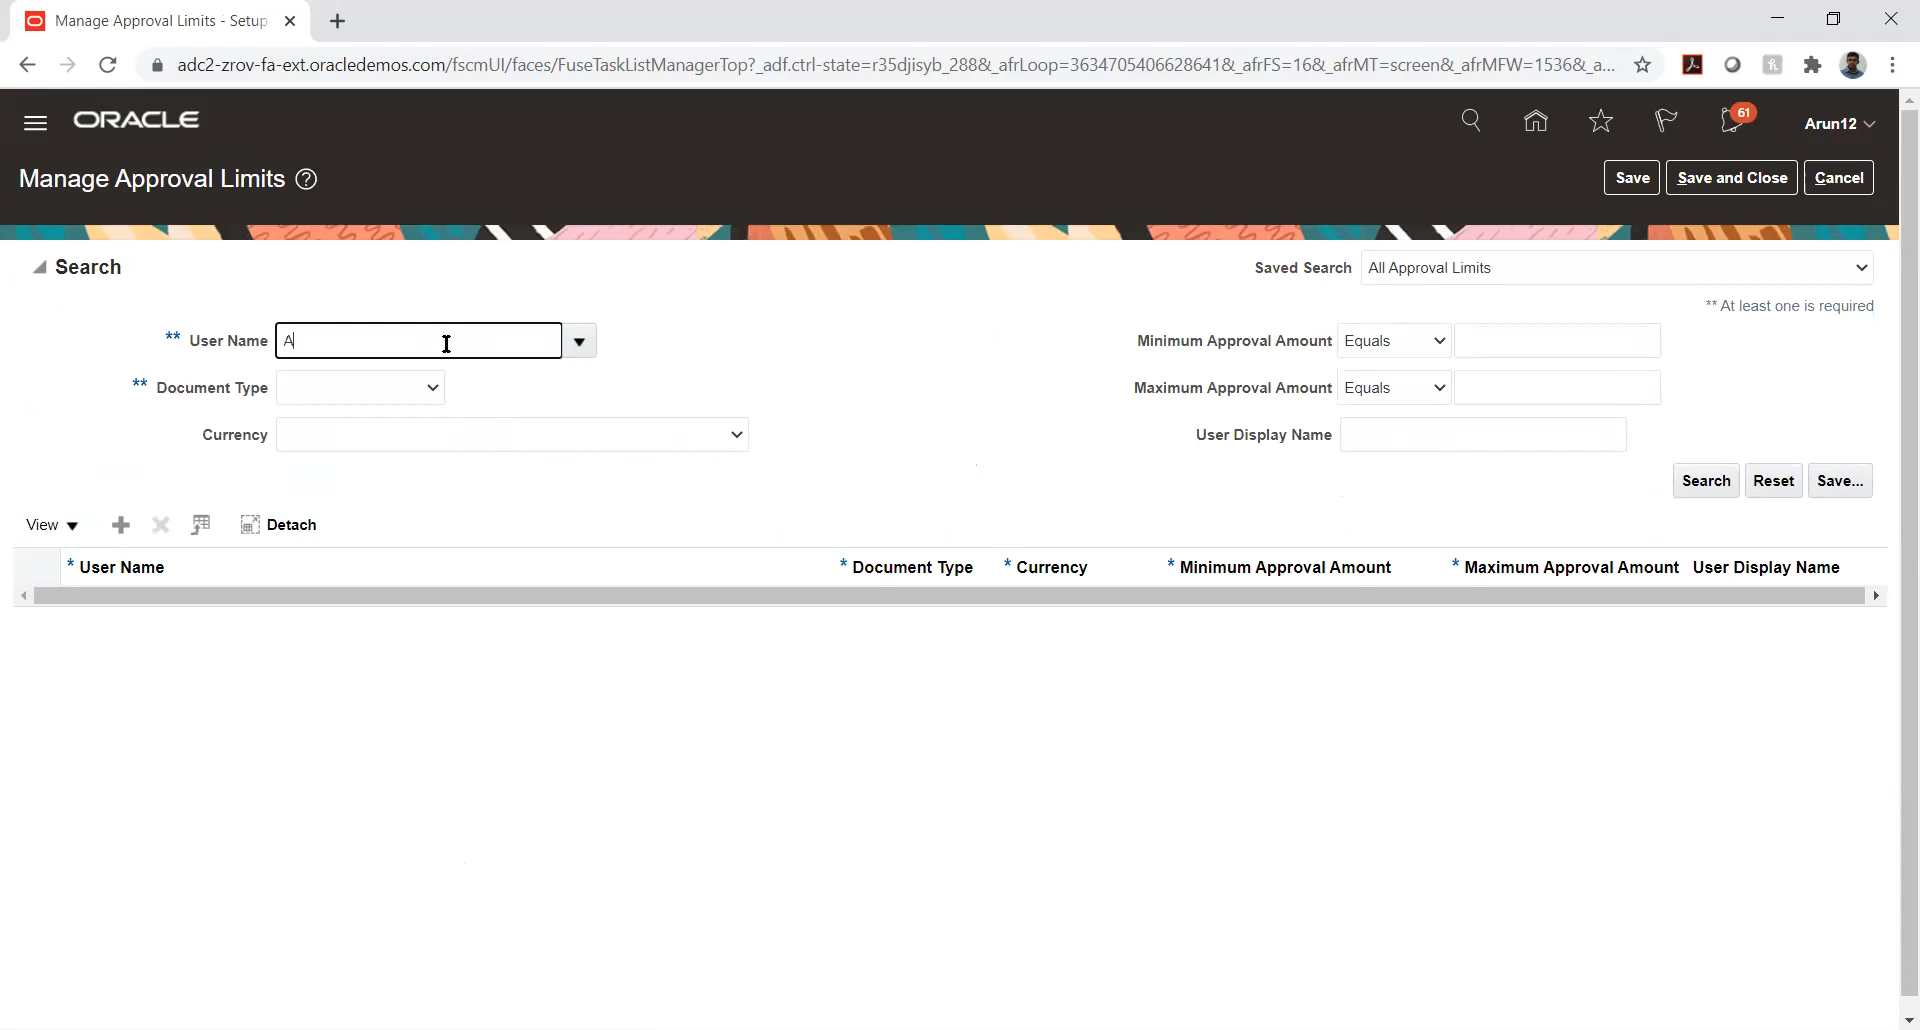 Manage Approval Limits - Setup
adc2-zrov-fa-ext.oracledemos.com/fscmUI/faces/FuseTaskListManagerTop?_adf.ctrl-state=r35djisyb_288&_afrLoop=3634705406628641&_afrFS=16&_afrMT=screen&_afrMFW=1536&_a...
ORACLE
61
Arun12
Manage Approval Limits ?
Save
Save and Close
Cancel
Search
Saved Search
All Approval Limits
** At least one is required
** User Name
A
Minimum Approval Amount
Equals
** Document Type
Maximum Approval Amount
Equals
Currency
User Display Name
Search
Reset
Save...
View
Detach
* User Name
* Document Type
* Currency
* Minimum Approval Amount
* Maximum Approval Amount
User Display Name